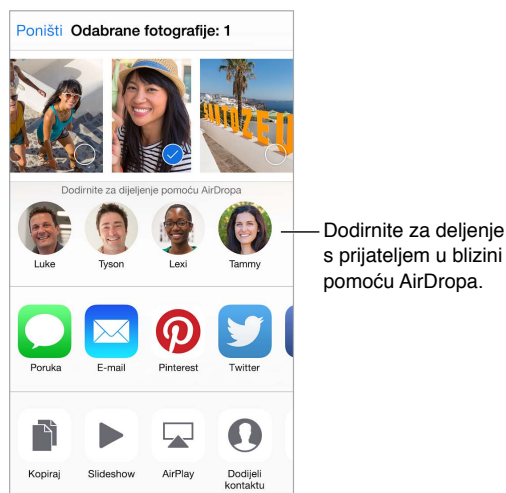 Poništi Odabrane fotografije: 1
Dodirnite za dijeljenje pomoću AirDropa
Luke Tyson Lexi Tammy
Dodirnite za deljenje
s prijateljem u blizini
pomoću AirDropa.
Poruka E-mail Pinterest Twitter
Kopiraj Slideshow AirPlay Dodijeli
kontaktu